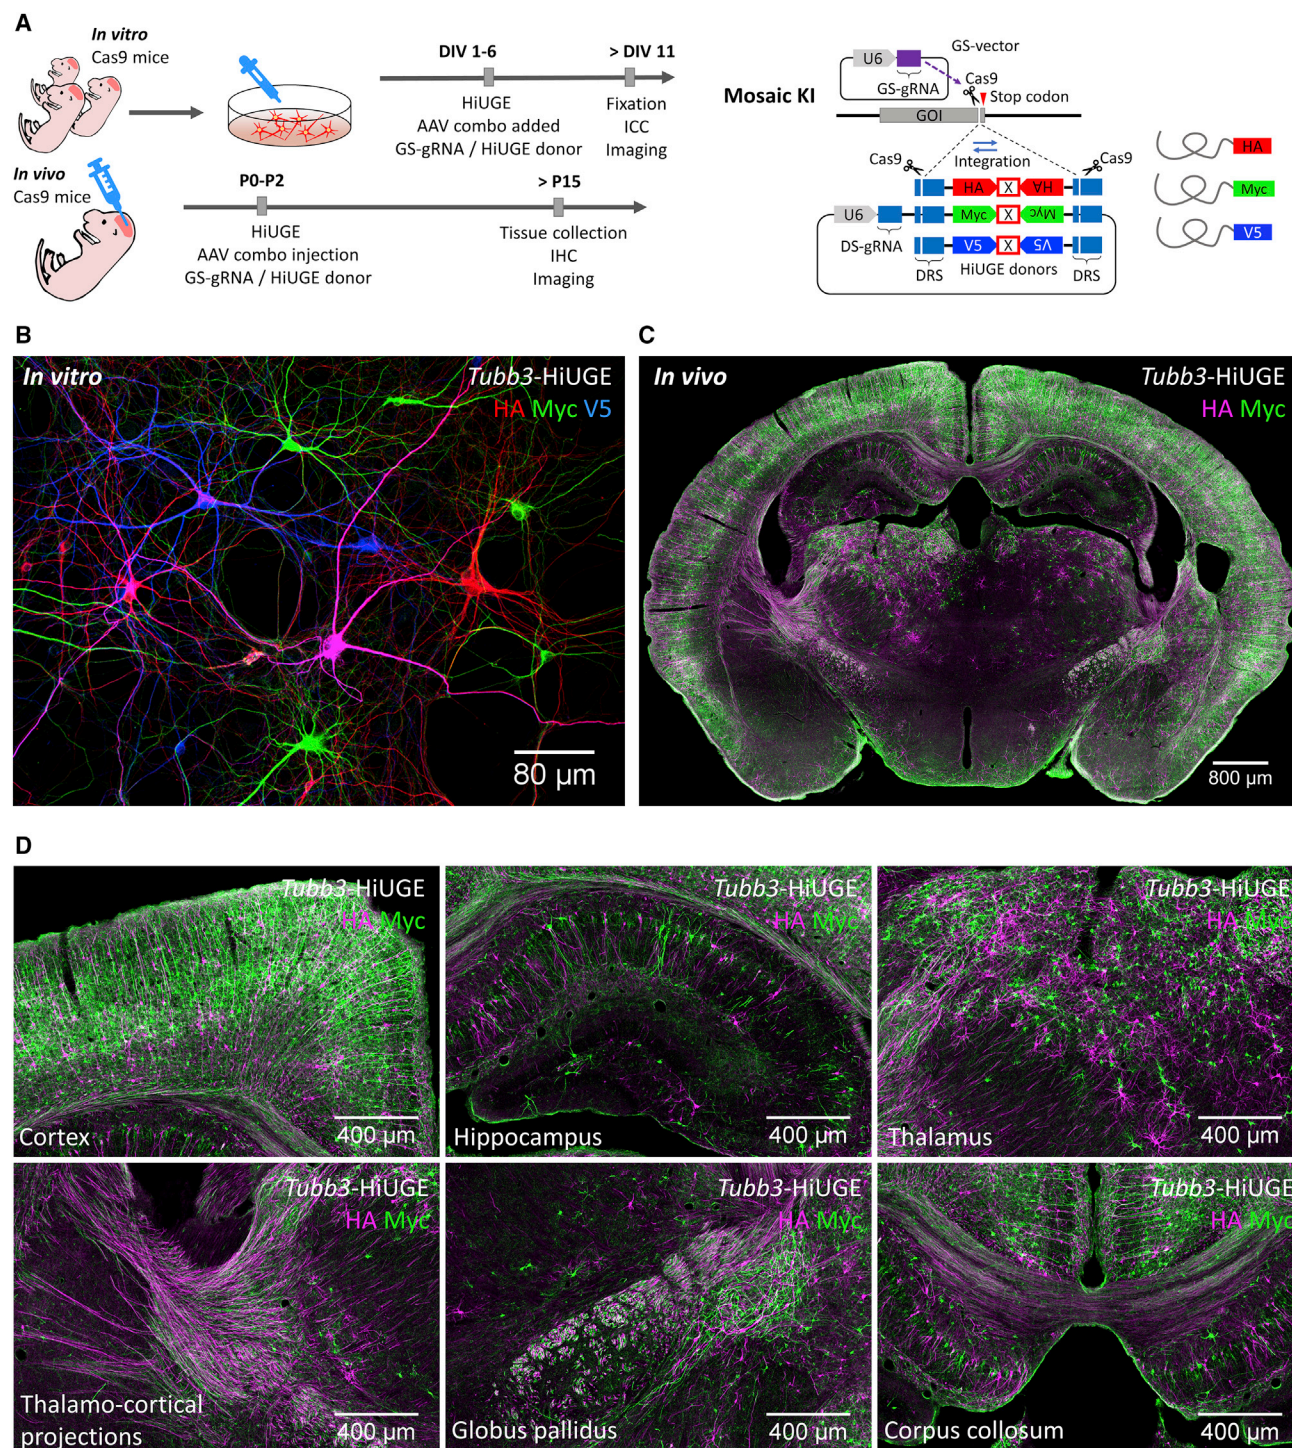 A
In vitro
Cas9 mice
DIV 1-6
> DIV 11
HiUGE
AAV combo added
GS-gRNA / HiUGE donor
Fixation
ICC
Imaging
In vivo
Cas9 mice
P0-P2
> P15
HiUGE
AAV combo injection
GS-gRNA / HiUGE donor
Tissue collection
IHC
Imaging
Mosaic KI
U6
GS-vector
GS-gRNA
Cas9
Stop codon
GOI
Cas9
Integration
Cas9
HA X HA
U6
Myc X Myc
DS-gRNA
V5 X V5
DRS
HiUGE donors
DRS
HA
Myc
V5
B
In vitro
Tubb3-HiUGE
HA Myc V5
80 µm
C
In vivo
Tubb3-HiUGE
HA Myc
800 µm
D
Tubb3-HiUGE
HA Myc
Cortex
400 µm
Tubb3-HiUGE
HA Myc
Hippocampus
400 µm
Tubb3-HiUGE
HA Myc
Thalamus
400 µm
Tubb3-HiUGE
HA Myc
Thalamo-cortical
projections
400 µm
Tubb3-HiUGE
HA Myc
Globus pallidus
400 µm
Tubb3-HiUGE
HA Myc
Corpus collosum
400 µm